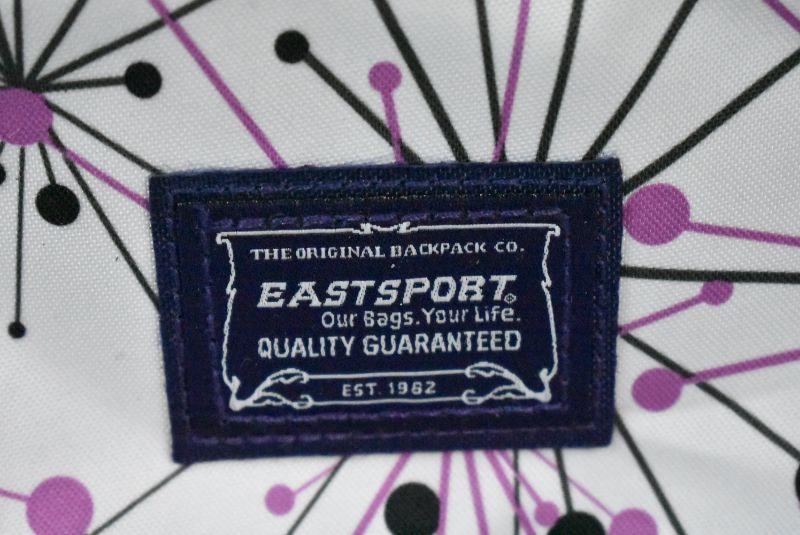 THE ORIGINAL BACKPACK CO.
EASTSPORT®
Our Bags. Your Life.
QUALITY GUARANTEED
EST. 1982